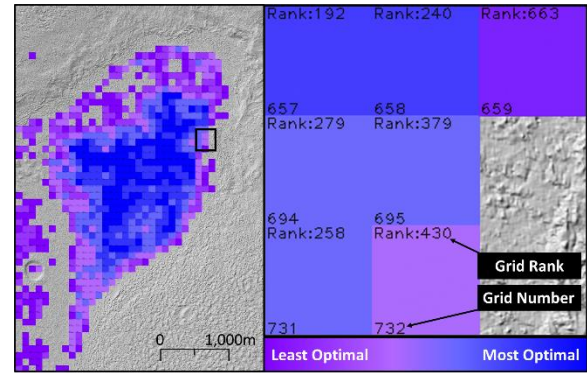 Rank:192 Rank:240 Rank:663
657 658 659
Rank:279 Rank:379
694 695
Rank:258 Rank:430
Grid Rank
Grid Number
731 732
0 1,000m
Least Optimal Most Optimal